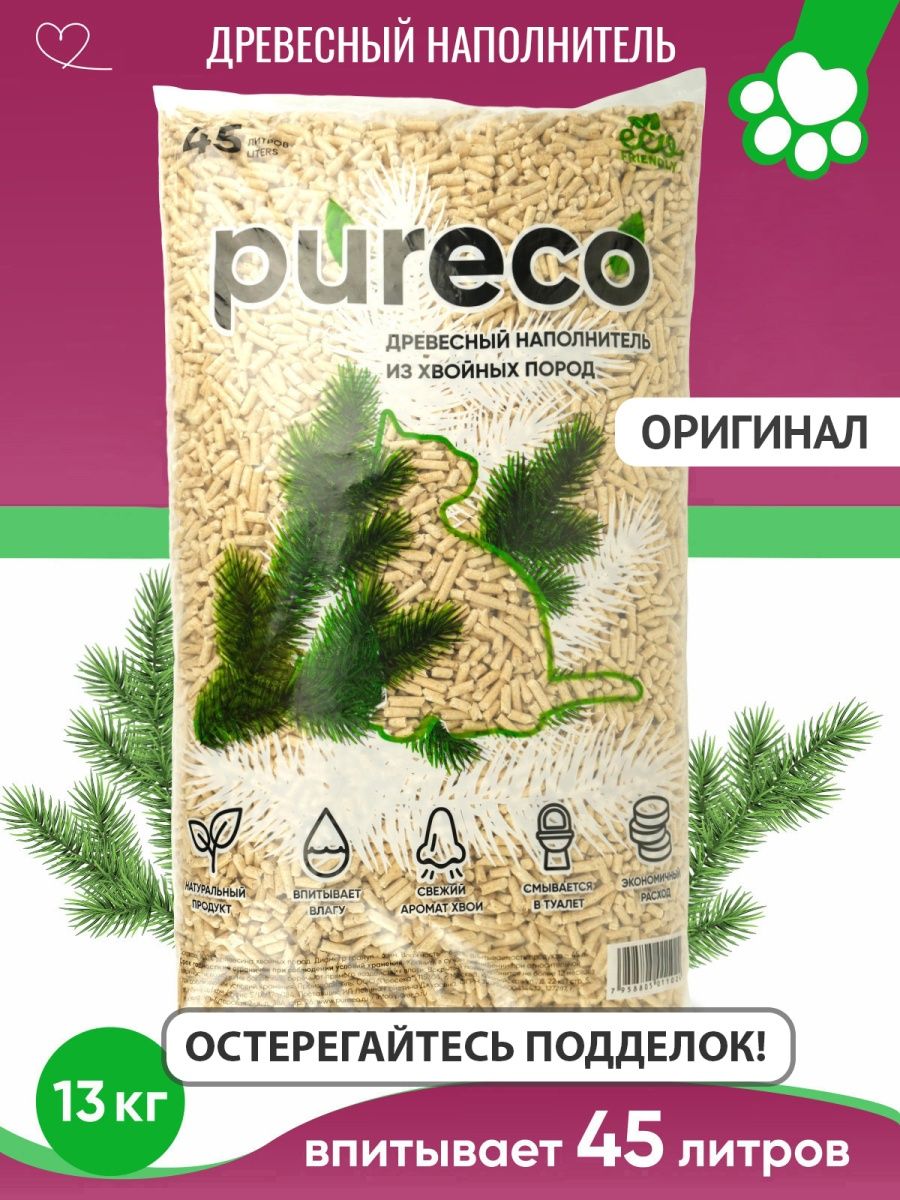 ДРЕВЕСНЫЙ НАПОЛНИТЕЛЬ
45 ЛИТРОВ
LITERS
eco
FRIENDLY
pureco
ДРЕВЕСНЫЙ НАПОЛНИТЕЛЬ
ИЗ ХВОЙНЫХ ПОРОД
ОРИГИНАЛ
НАТУРАЛЬНЫЙ
ПРОДУКТ
ВПИТЫВАЕТ
ВЛАГУ
СВЕЖИЙ
АРОМАТ ХВОИ
СМЫВАЕТСЯ
В ТУАЛЕТ
ЭКОНОМИЧНЫЙ
РАСХОД
ОСТЕРЕГАЙТЕСЬ ПОДДЕЛОК!
13 кг
впитывает 45 литров